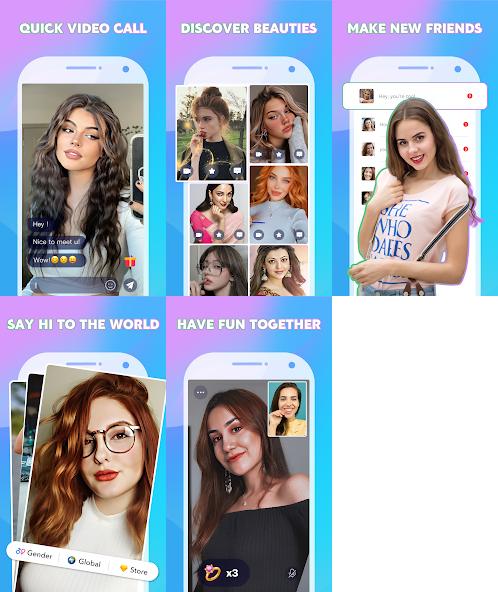 QUICK VIDEO CALL
Hey !
Nice to meet u!
Wow!😊😊😄
DISCOVER BEAUTIES
MAKE NEW FRIENDS
Hey, you're too
SHE
WHO
DARES
SAY HI TO THE WORLD
Gender
Global
Store
HAVE FUN TOGETHER
x3